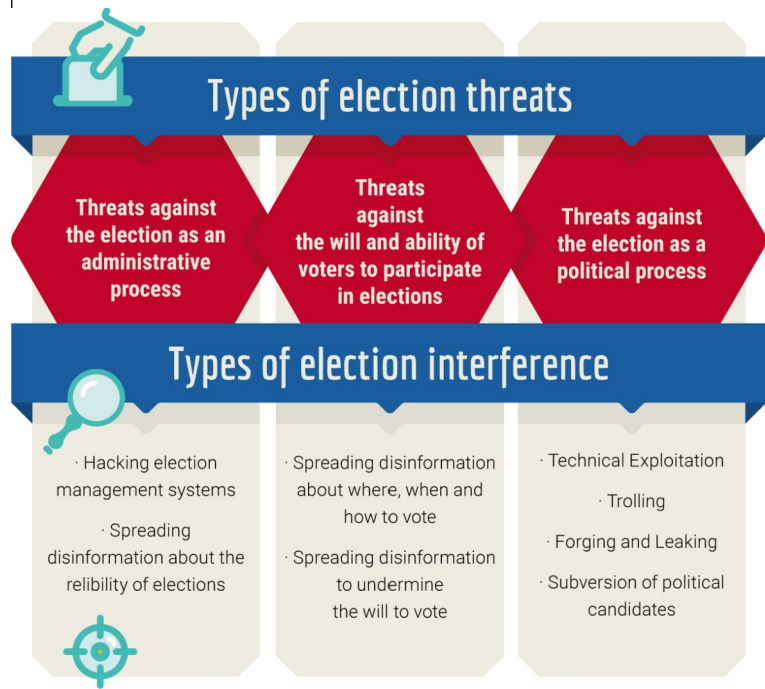 Types of election threats
Threats against
the election as an
administrative
process
Threats
against
the will and ability of
voters to participate
in elections
Threats against
the election as a
political process
Types of election interference
· Hacking election
management systems
· Spreading
disinformation about the
relibility of elections
· Spreading disinformation
about where, when and
how to vote
· Spreading disinformation
to undermine
the will to vote
· Technical Exploitation
· Trolling
· Forging and Leaking
· Subversion of political
candidates